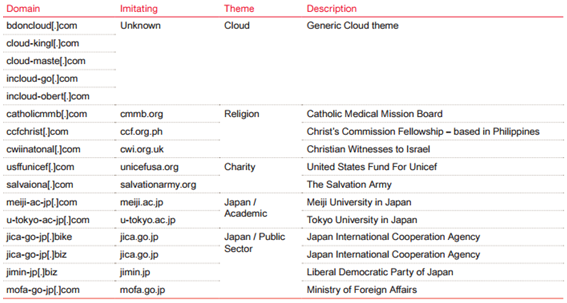 Domain Imitating Theme Description
bdoncloud[.]com Unknown Cloud Generic Cloud theme
cloud-kingl[.]com
cloud-maste[.]com
incloud-go[.]com
incloud-obert[.]com
catholicmmb[.]com cmmb.org Religion Catholic Medical Mission Board
ccfchrist[.]com ccf.org.ph Christ's Commission Fellowship – based in Philippines
cwiinatonal[.]com cwi.org.uk Christian Witnesses to Israel
usffunicef[.]com unicefusa.org Charity United States Fund For Unicef
salvaiona[.]com salvationarmy.org The Salvation Army
meiji-ac-jp[.]com meiji.ac.jp Japan / Academic Meiji University in Japan
u-tokyo-ac-jp[.]com u-tokyo.ac.jp Tokyo University in Japan
jica-go-jp[.]bike jica.go.jp Japan / Public Sector Japan International Cooperation Agency
jica-go-jp[.]biz jica.go.jp Japan International Cooperation Agency
jimin-jp[.]biz jimin.jp Liberal Democratic Party of Japan
mofa-go-jp[.]com mofa.go.jp Ministry of Foreign Affairs